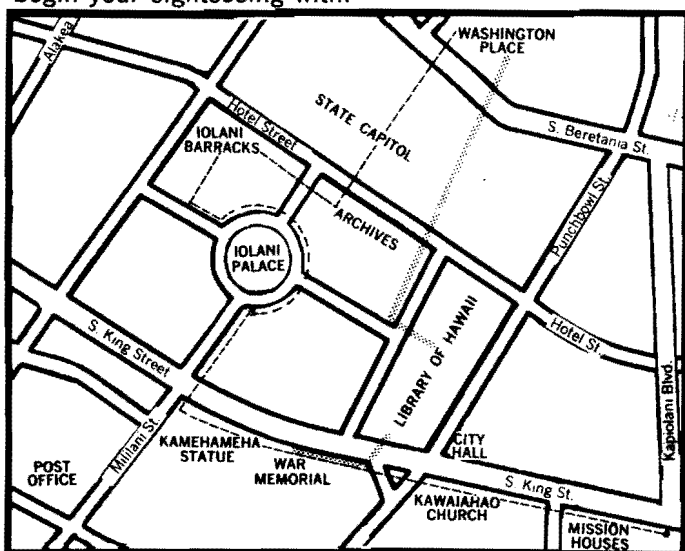 begin your sightseeing with
Alakea
WASHINGTON
PLACE
Hotel Street
STATE CAPITOL
S. Beretania St.
IOLANI
BARRACKS
Punchbowl St.
ARCHIVES
IOLANI
PALACE
LIBRARY OF HAWAII
Hotel St.
S. King Street
Kapiolani Blvd.
Mililani St.
KAMEHAMEHA
STATUE
WAR
MEMORIAL
CITY
HALL
POST
OFFICE
S. King St.
KAWAIAHAO
CHURCH
MISSION
HOUSES